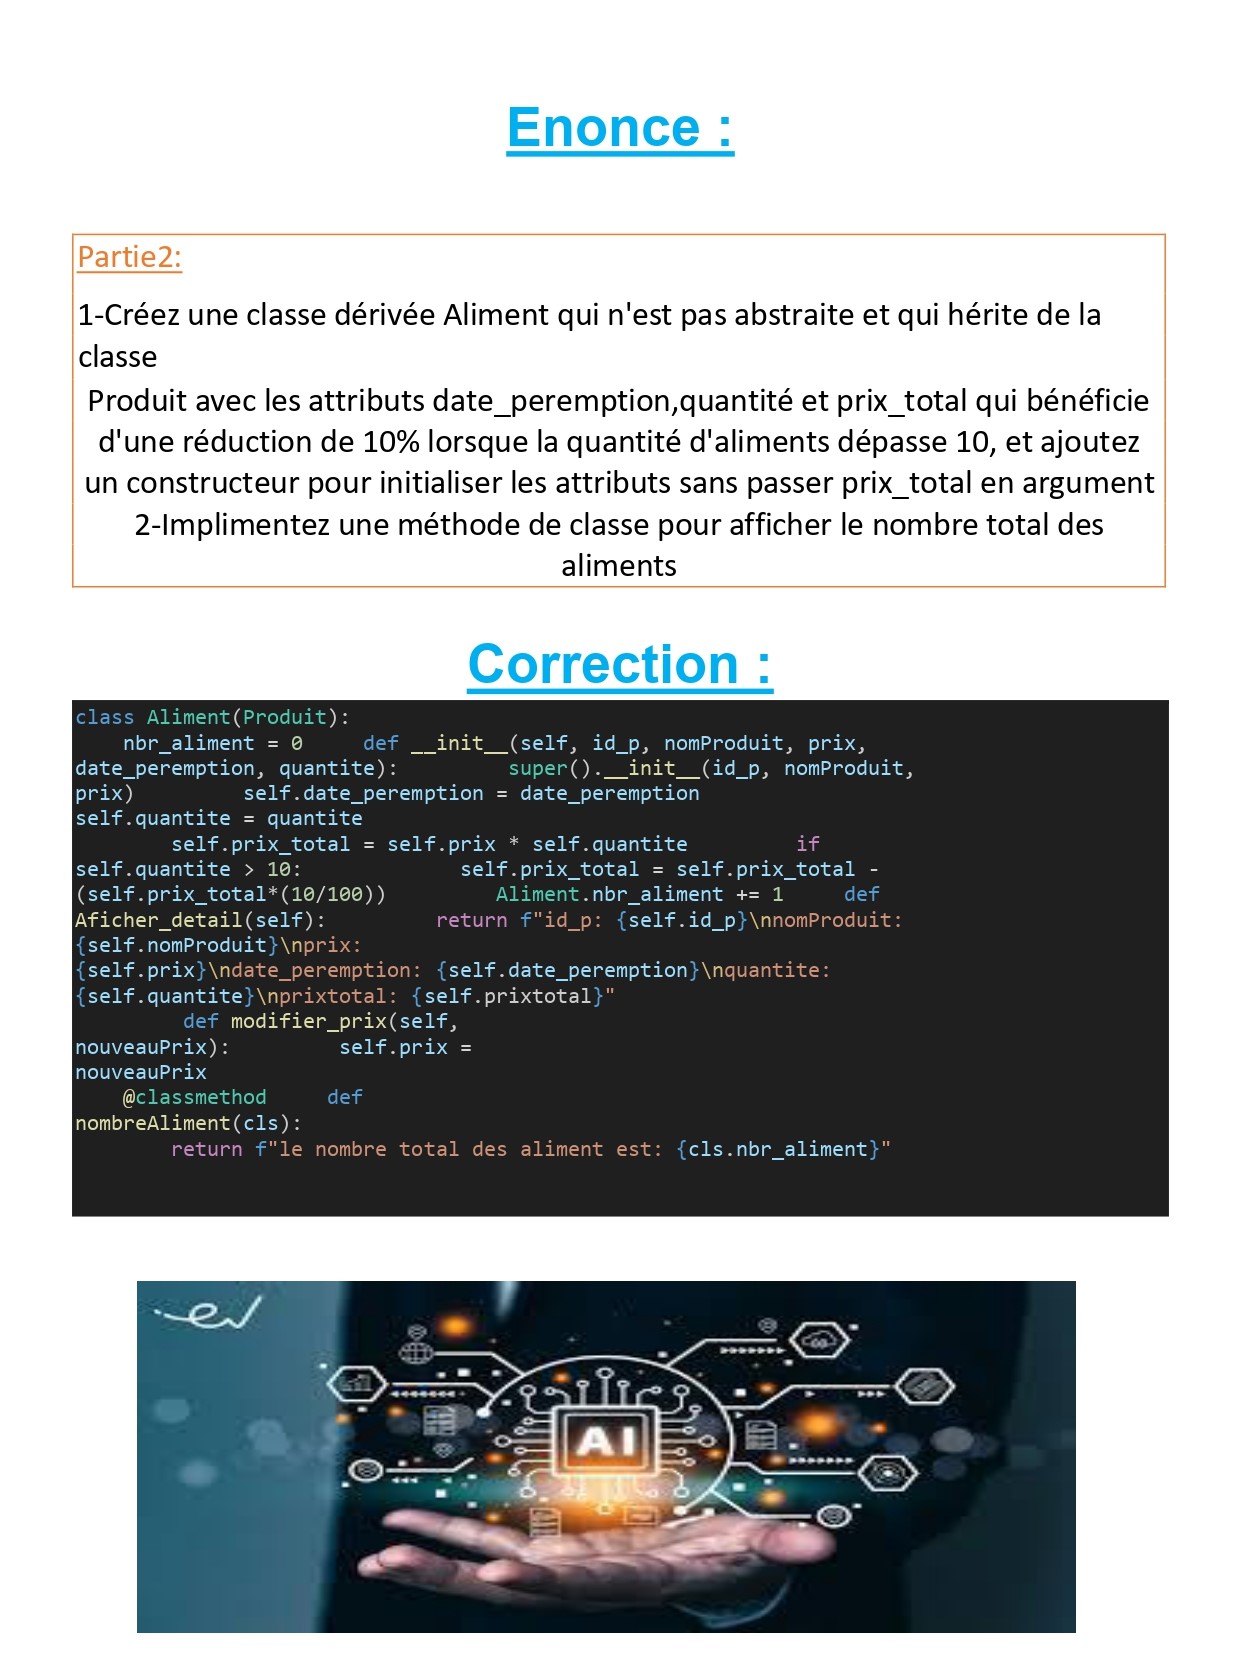 Enonce :
Partie2:
1-Créez une classe dérivée Aliment qui n'est pas abstraite et qui hérite de la
classe
Produit avec les attributs date_peremption,quantité et prix_total qui bénéficie
d'une réduction de 10% lorsque la quantité d'aliments dépasse 10, et ajoutez
un constructeur pour initialiser les attributs sans passer prix_total en argument
2-Implimentez une méthode de classe pour afficher le nombre total des
aliments
Correction :
class Aliment(Produit):
    nbr_aliment = 0     def __init__(self, id_p, nomProduit, prix,
date_peremption, quantite):         super().__init__(id_p, nomProduit,
prix)         self.date_peremption = date_peremption
self.quantite = quantite
        self.prix_total = self.prix * self.quantite         if
self.quantite > 10:             self.prix_total = self.prix_total -
(self.prix_total*(10/100))         Aliment.nbr_aliment += 1     def
Aficher_detail(self):         return f"id_p: {self.id_p}\nnomProduit:
{self.nomProduit}\nprix:
{self.prix}\ndate_peremption: {self.date_peremption}\nquantite:
{self.quantite}\nprixtotal: {self.prixtotal}"
         def modifier_prix(self,
nouveauPrix):         self.prix =
nouveauPrix
    @classmethod     def
nombreAliment(cls):
        return f"le nombre total des aliment est: {cls.nbr_aliment}"
AI